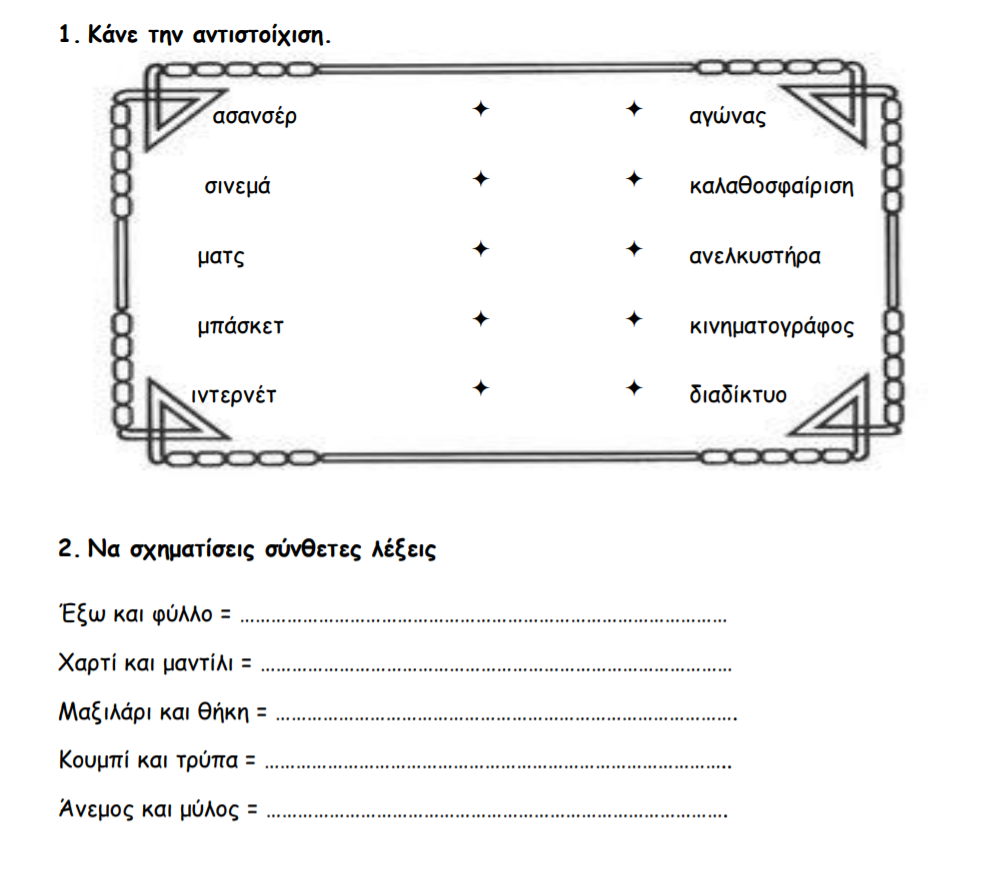 1. Κάνε την αντιστοίχιση.
ασανσέρ ✦ ✦ αγώνας
σινεμά ✦ ✦ καλαθοσφαίριση
ματς ✦ ✦ ανελκυστήρα
μπάσκετ ✦ ✦ κινηματογράφος
ιντερνέτ ✦ ✦ διαδίκτυο
2. Να σχηματίσεις σύνθετες λέξεις
Έξω και φύλλο = ……………………………………………………………………………
Χαρτί και μαντίλι = …………………………………………………………………………
Μαξιλάρι και θήκη = ……………………………………………………………………….
Κουμπί και τρύπα = ………………………………………………………………………..
Άνεμος και μύλος = ……………………………………………………………………….